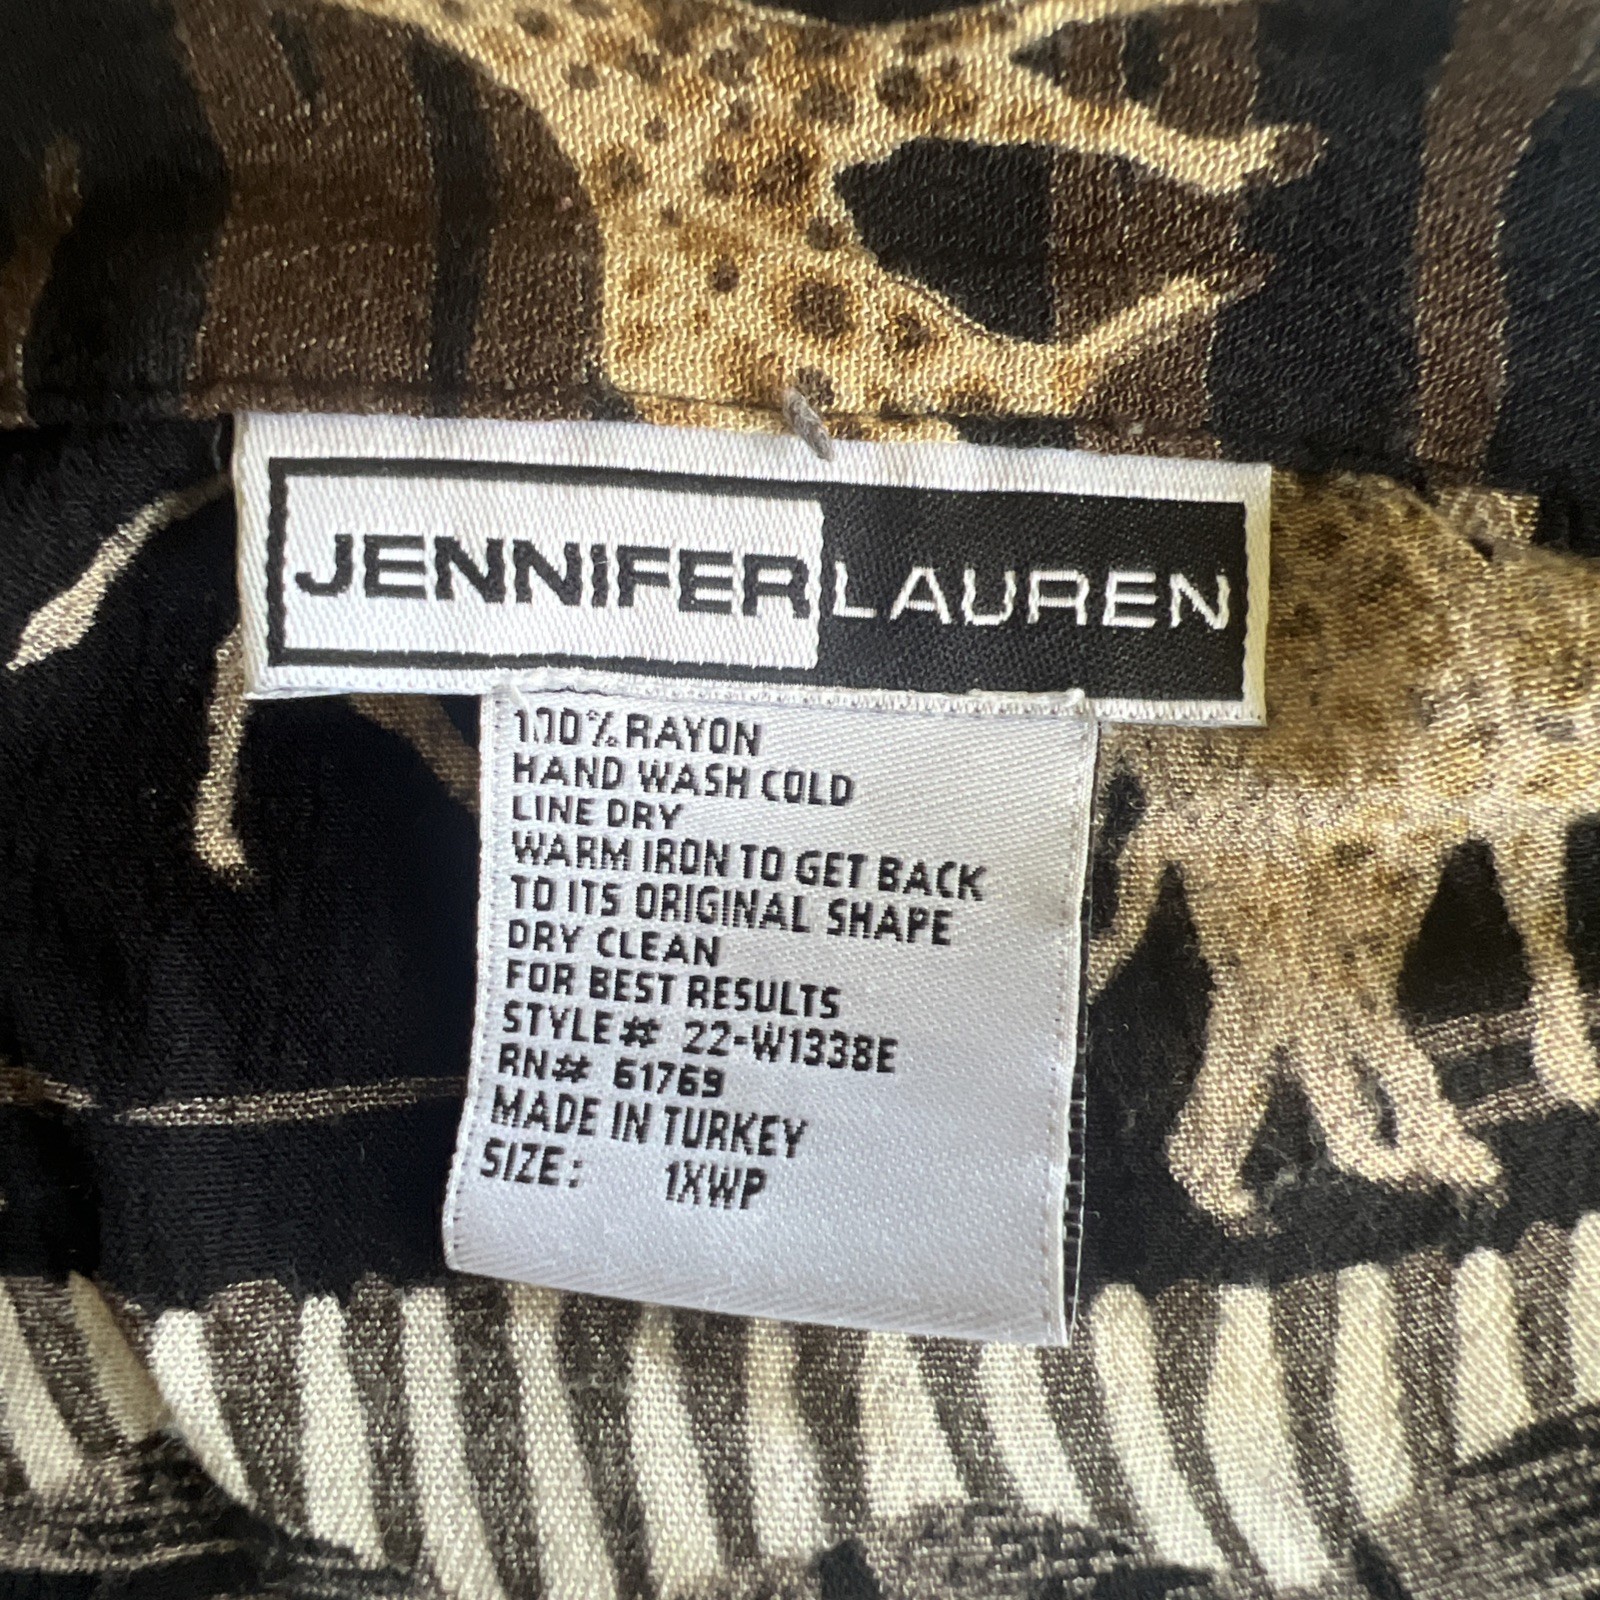 JENNIFER LAUREN
100% RAYON
HAND WASH COLD
LINE DRY
WARM IRON TO GET BACK
TO ITS ORIGINAL SHAPE
DRY CLEAN
FOR BEST RESULTS
STYLE# 22-W1338E
RN# 61769
MADE IN TURKEY
SIZE: 1XWP